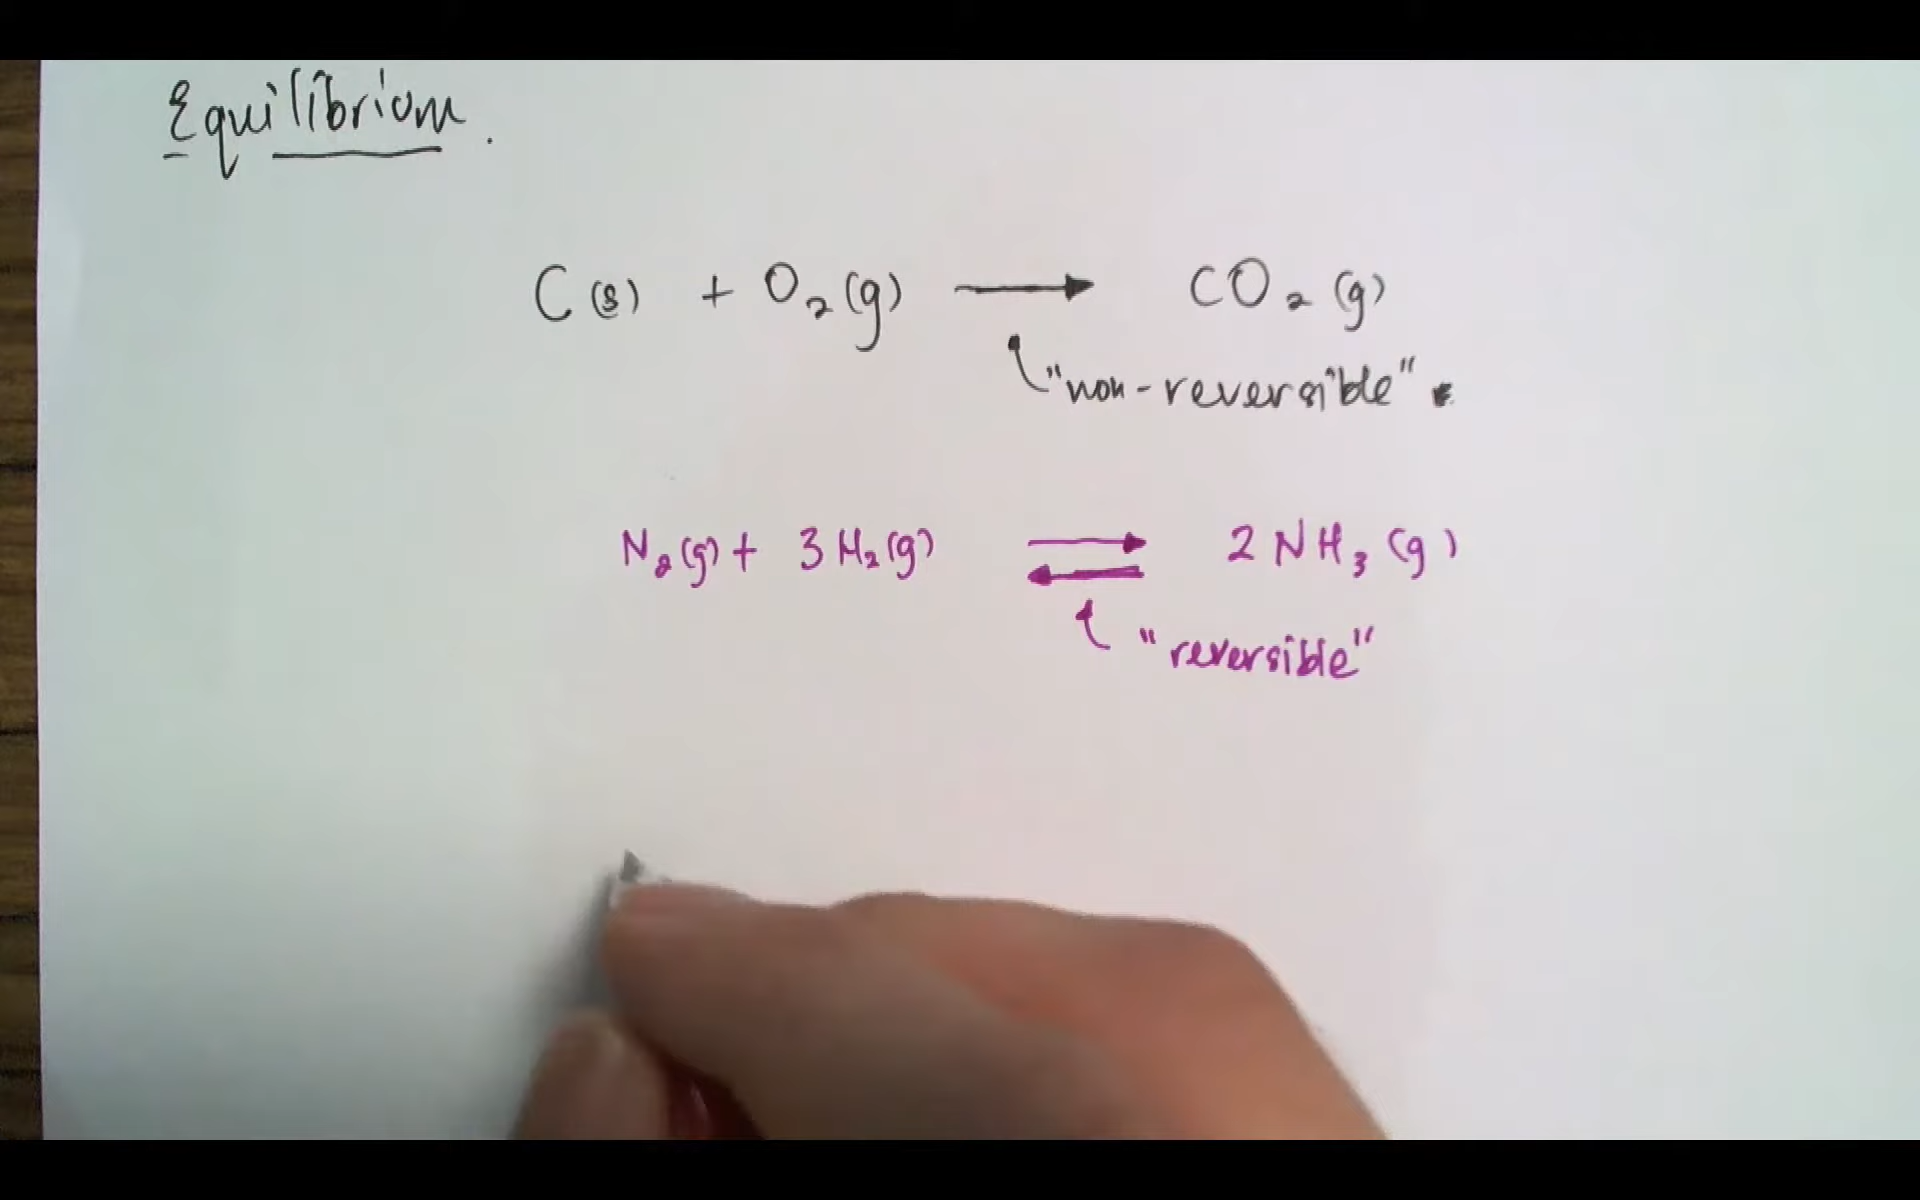 Equilibrium.
C(s) + O₂(g) ⟶ CO₂(g)
"non-reversible".
N₂(g) + 3H₂(g) ⇌ 2NH₃(g)
"reversible"